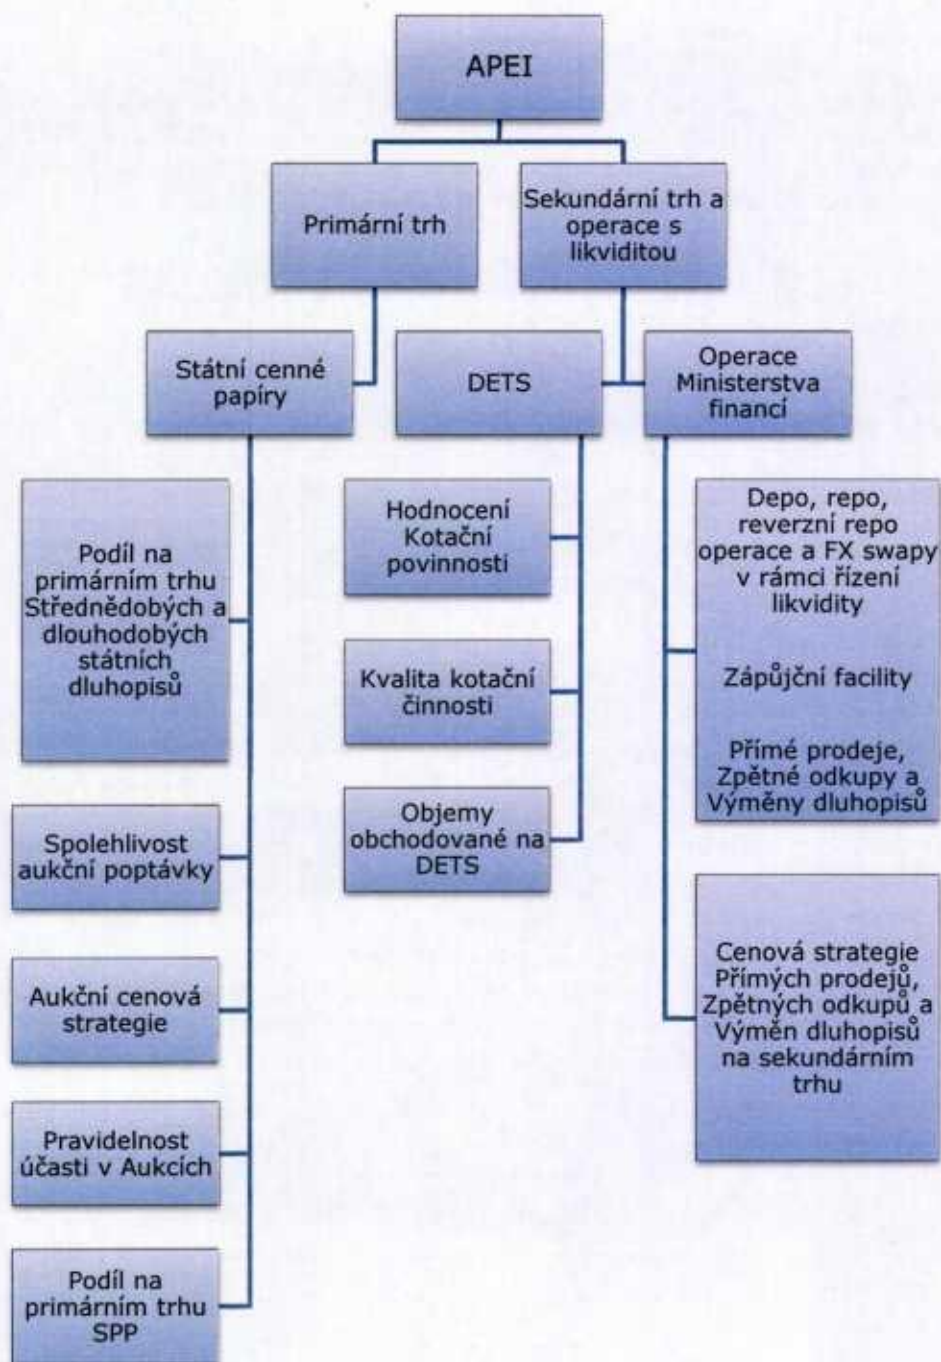 APEI
Primární trh
Sekundární trh a
operace s
likviditou
Státní cenné
papíry
DETS
Operace
Ministerstva
financí
Podíl na
primárním trhu
Střednědobých a
dlouhodobých
státních
dluhopisů
Spolehlivost
aukční poptávky
Aukční cenová
strategie
Pravidelnost
účasti v Aukcích
Podíl na
primárním trhu
SPP
Hodnocení
Kotační
povinnosti
Kvalita kotační
činnosti
Objemy
obchodované na
DETS
Depo, repo,
reverzní repo
operace a FX swapy
v rámci řízení
likvidity
Zápůjční facility
Přímé prodeje,
Zpětné odkupy a
Výměny dluhopisů
Cenová strategie
Přímých prodejů,
Zpětných odkupů a
Výměn dluhopisů
na sekundárním
trhu